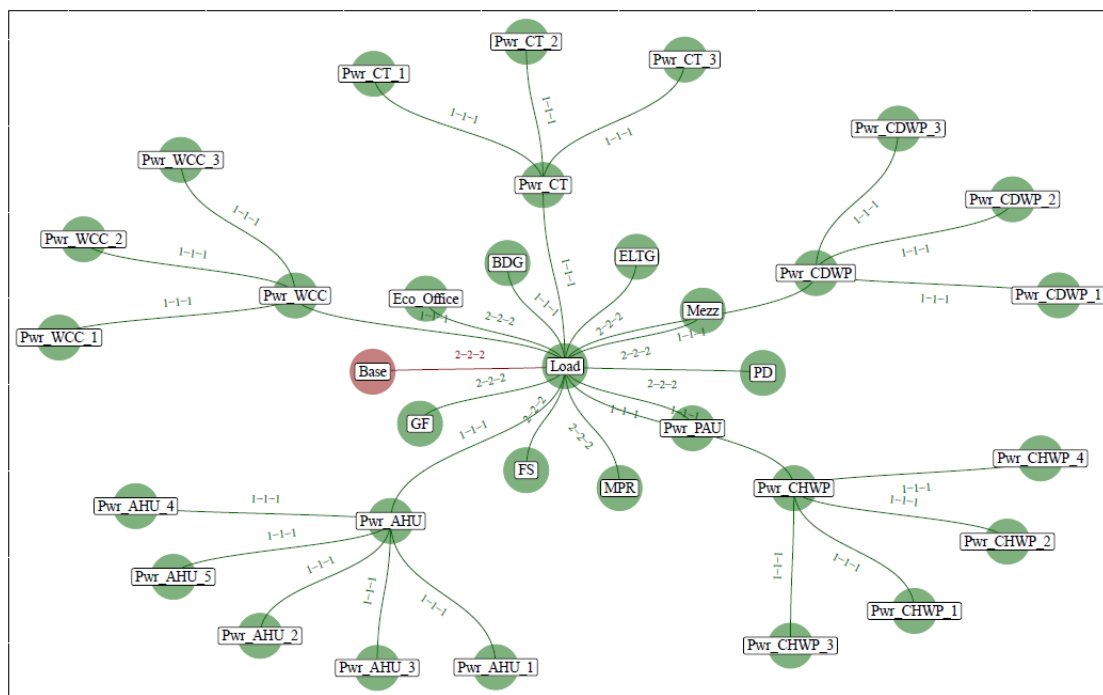 Pwr_CT_2
Pwr_CT_1
Pwr_CT_3
1-1-1
1-1-1
1-1-1
Pwr_CDWP_3
Pwr_WCC_3
Pwr_CT
1-1-1
Pwr_CDWP_2
1-1-1
Pwr_WCC_2
1-1-1
1-1-1
BDG
ELTG
1-1-1
Pwr_CDWP
1-1-1
Pwr_WCC
Eco_Office
1-1-1
1-1-1
Pwr_CDWP_1
1-1-1
Mezz
1-1-1
2-2-2
2-2-2
1-1-1
Pwr_WCC_1
2-2-2
2-2-2
Base
Load
PD
2-2-2
2-2-2
GF
1-1-1
2-2-2
1-1-1
1-1-1
Pwr_PAU
2-2-2
FS
MPR
Pwr_CHWP_4
Pwr_CHWP
1-1-1
1-1-1
1-1-1
Pwr_AHU_4
Pwr_AHU
1-1-1
Pwr_CHWP_2
1-1-1
1-1-1
1-1-1
Pwr_AHU_5
1-1-1
1-1-1
1-1-1
Pwr_CHWP_1
Pwr_AHU_2
Pwr_CHWP_3
Pwr_AHU_3
Pwr_AHU_1